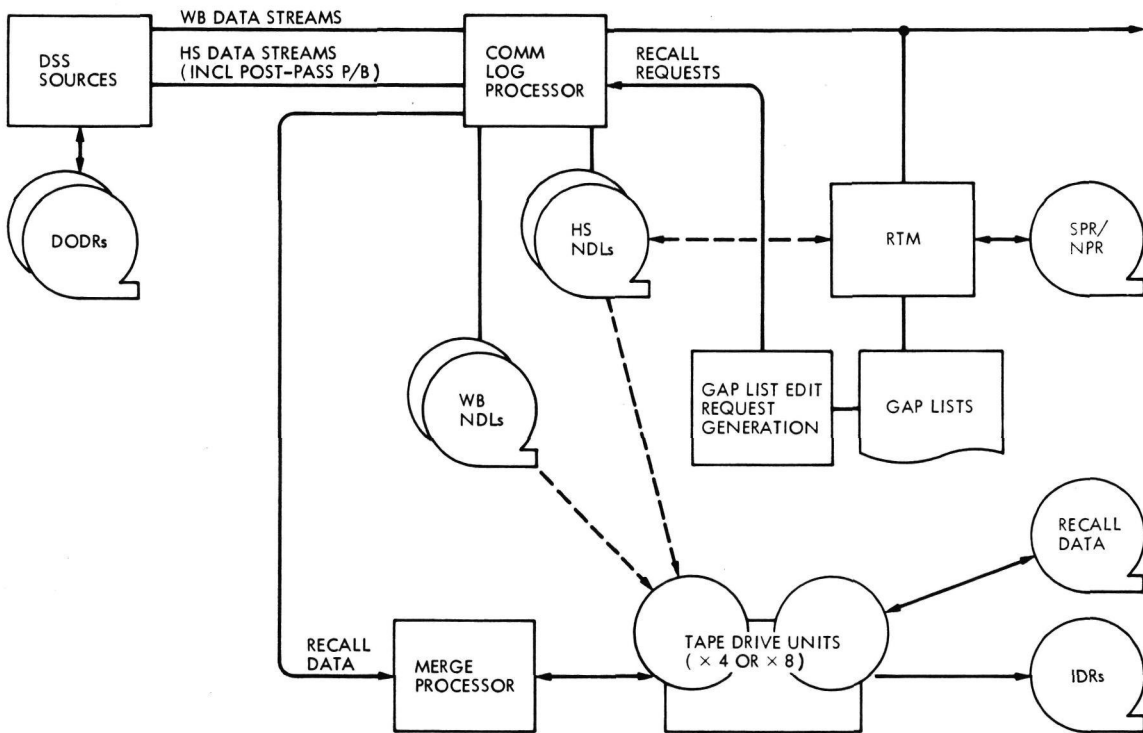 WB DATA STREAMS
HS DATA STREAMS
(INCL POST-PASS P/B)
DSS
SOURCES
COMM
LOG
PROCESSOR
RECALL
REQUESTS
DODRs
HS
NDLs
RTM
SPR/
NPR
WB
NDLs
GAP LIST EDIT
REQUEST
GENERATION
GAP LISTS
RECALL
DATA
TAPE DRIVE UNITS
(× 4 OR × 8)
RECALL
DATA
MERGE
PROCESSOR
IDRs